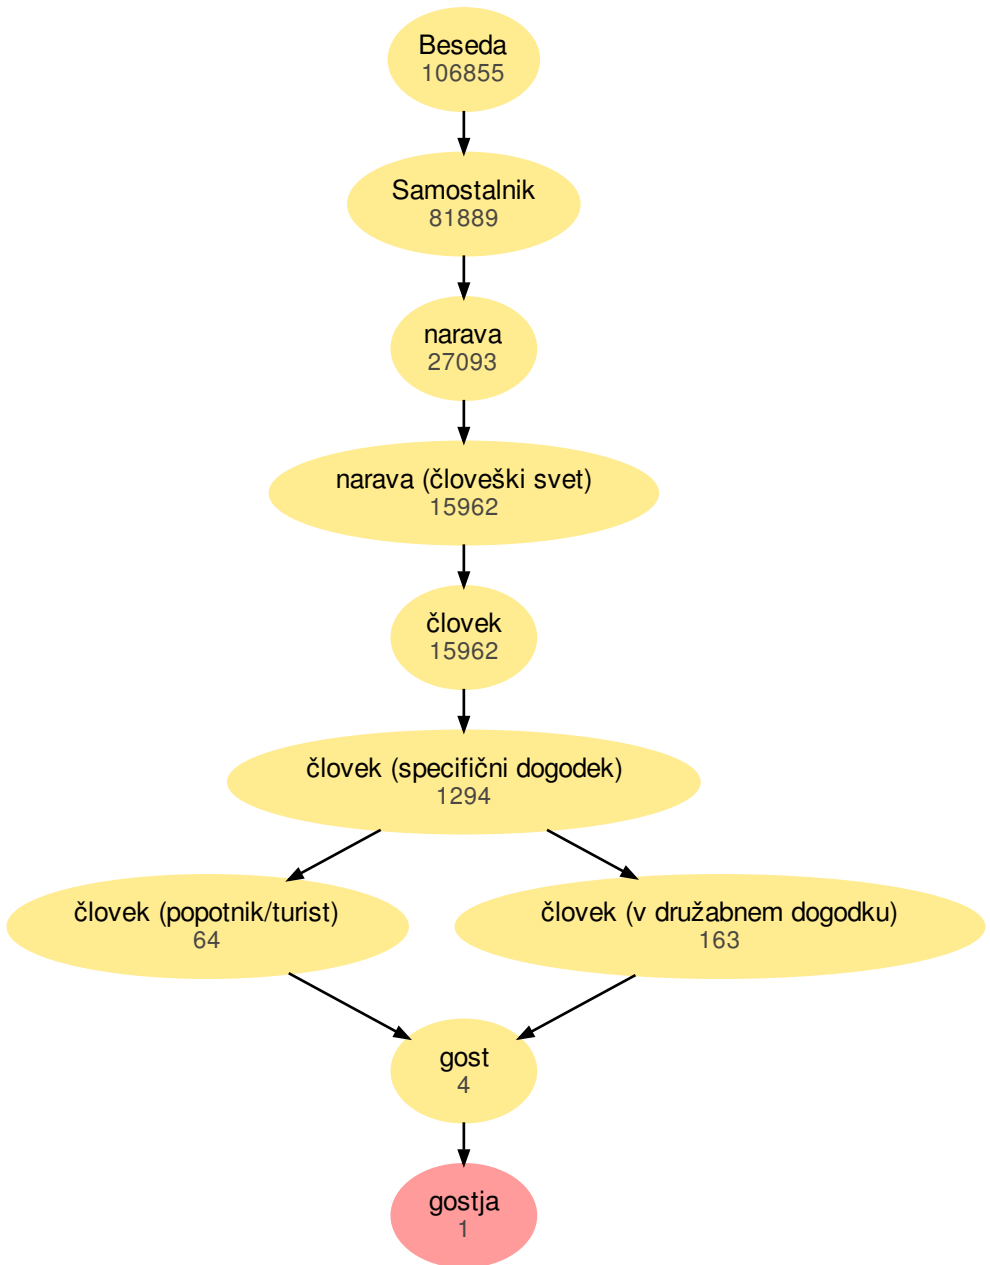 Beseda
106855
Samostalnik
81889
narava
27093
narava (človeški svet)
15962
človek
15962
človek (specifični dogodek)
1294
človek (popotnik/turist)
64
človek (v družabnem dogodku)
163
gost
4
gostja
1